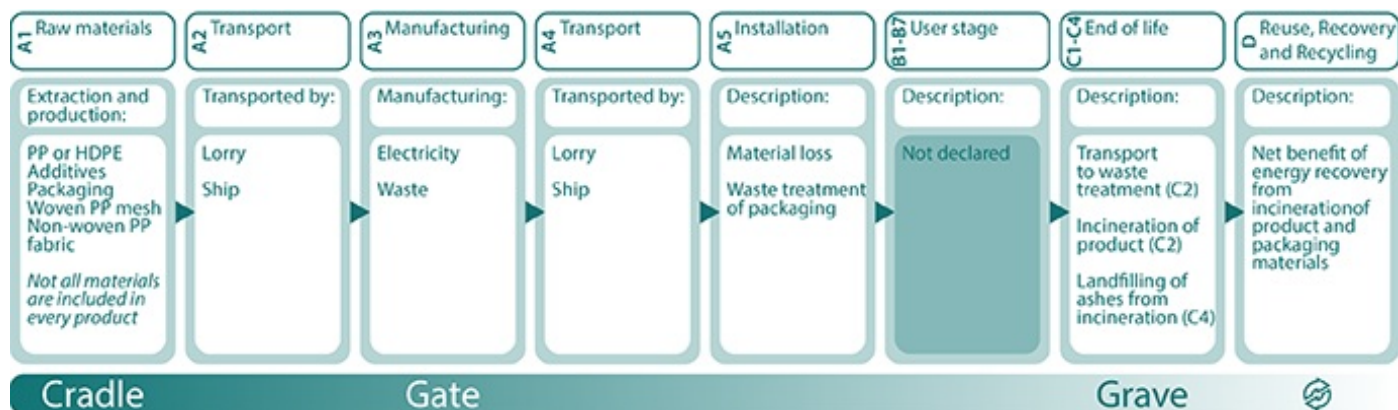 A1 Raw materials
A2 Transport
A3 Manufacturing
A4 Transport
A5 Installation
B1-B7 User stage
C1-C4 End of life
D Reuse, Recovery
and Recycling
Extraction and
production:
PP or HDPE
Additives
Packaging
Woven PP mesh
Non-woven PP
fabric
Not all materials
are included in
every product
Transported by:
Lorry
Ship
Manufacturing:
Electricity
Waste
Transported by:
Lorry
Ship
Description:
Material loss
Waste treatment
of packaging
Description:
Not declared
Description:
Transport
to waste
treatment (C2)
Incineration of
product (C2)
Landfilling of
ashes from
incineration (C4)
Description:
Net benefit of
energy recovery
from
incinerationof
product and
packaging
materials
Cradle
Gate
Grave